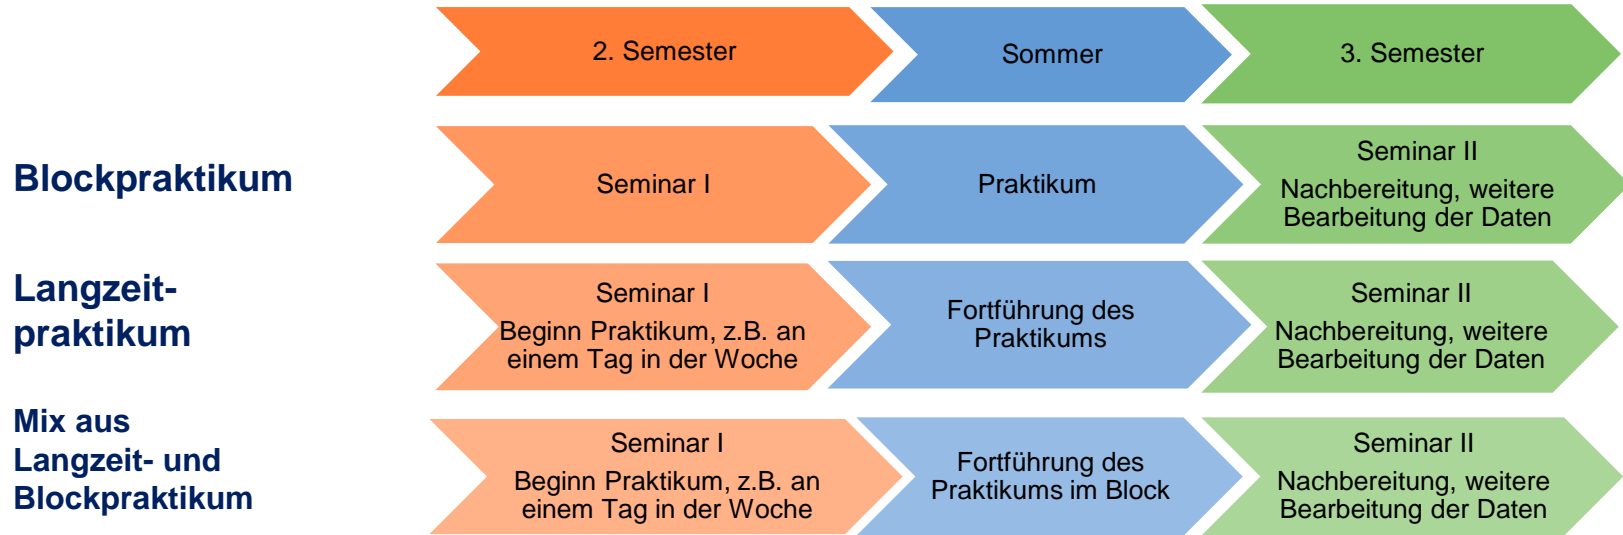 2. Semester
Sommer
3. Semester
Blockpraktikum
Seminar I
Praktikum
Seminar II
Nachbereitung, weitere
Bearbeitung der Daten
Langzeit-
praktikum
Seminar I
Beginn Praktikum, z.B. an
einem Tag in der Woche
Fortführung des
Praktikums
Seminar II
Nachbereitung, weitere
Bearbeitung der Daten
Mix aus
Langzeit- und
Blockpraktikum
Seminar I
Beginn Praktikum, z.B. an
einem Tag in der Woche
Fortführung des
Praktikums im Block
Seminar II
Nachbereitung, weitere
Bearbeitung der Daten